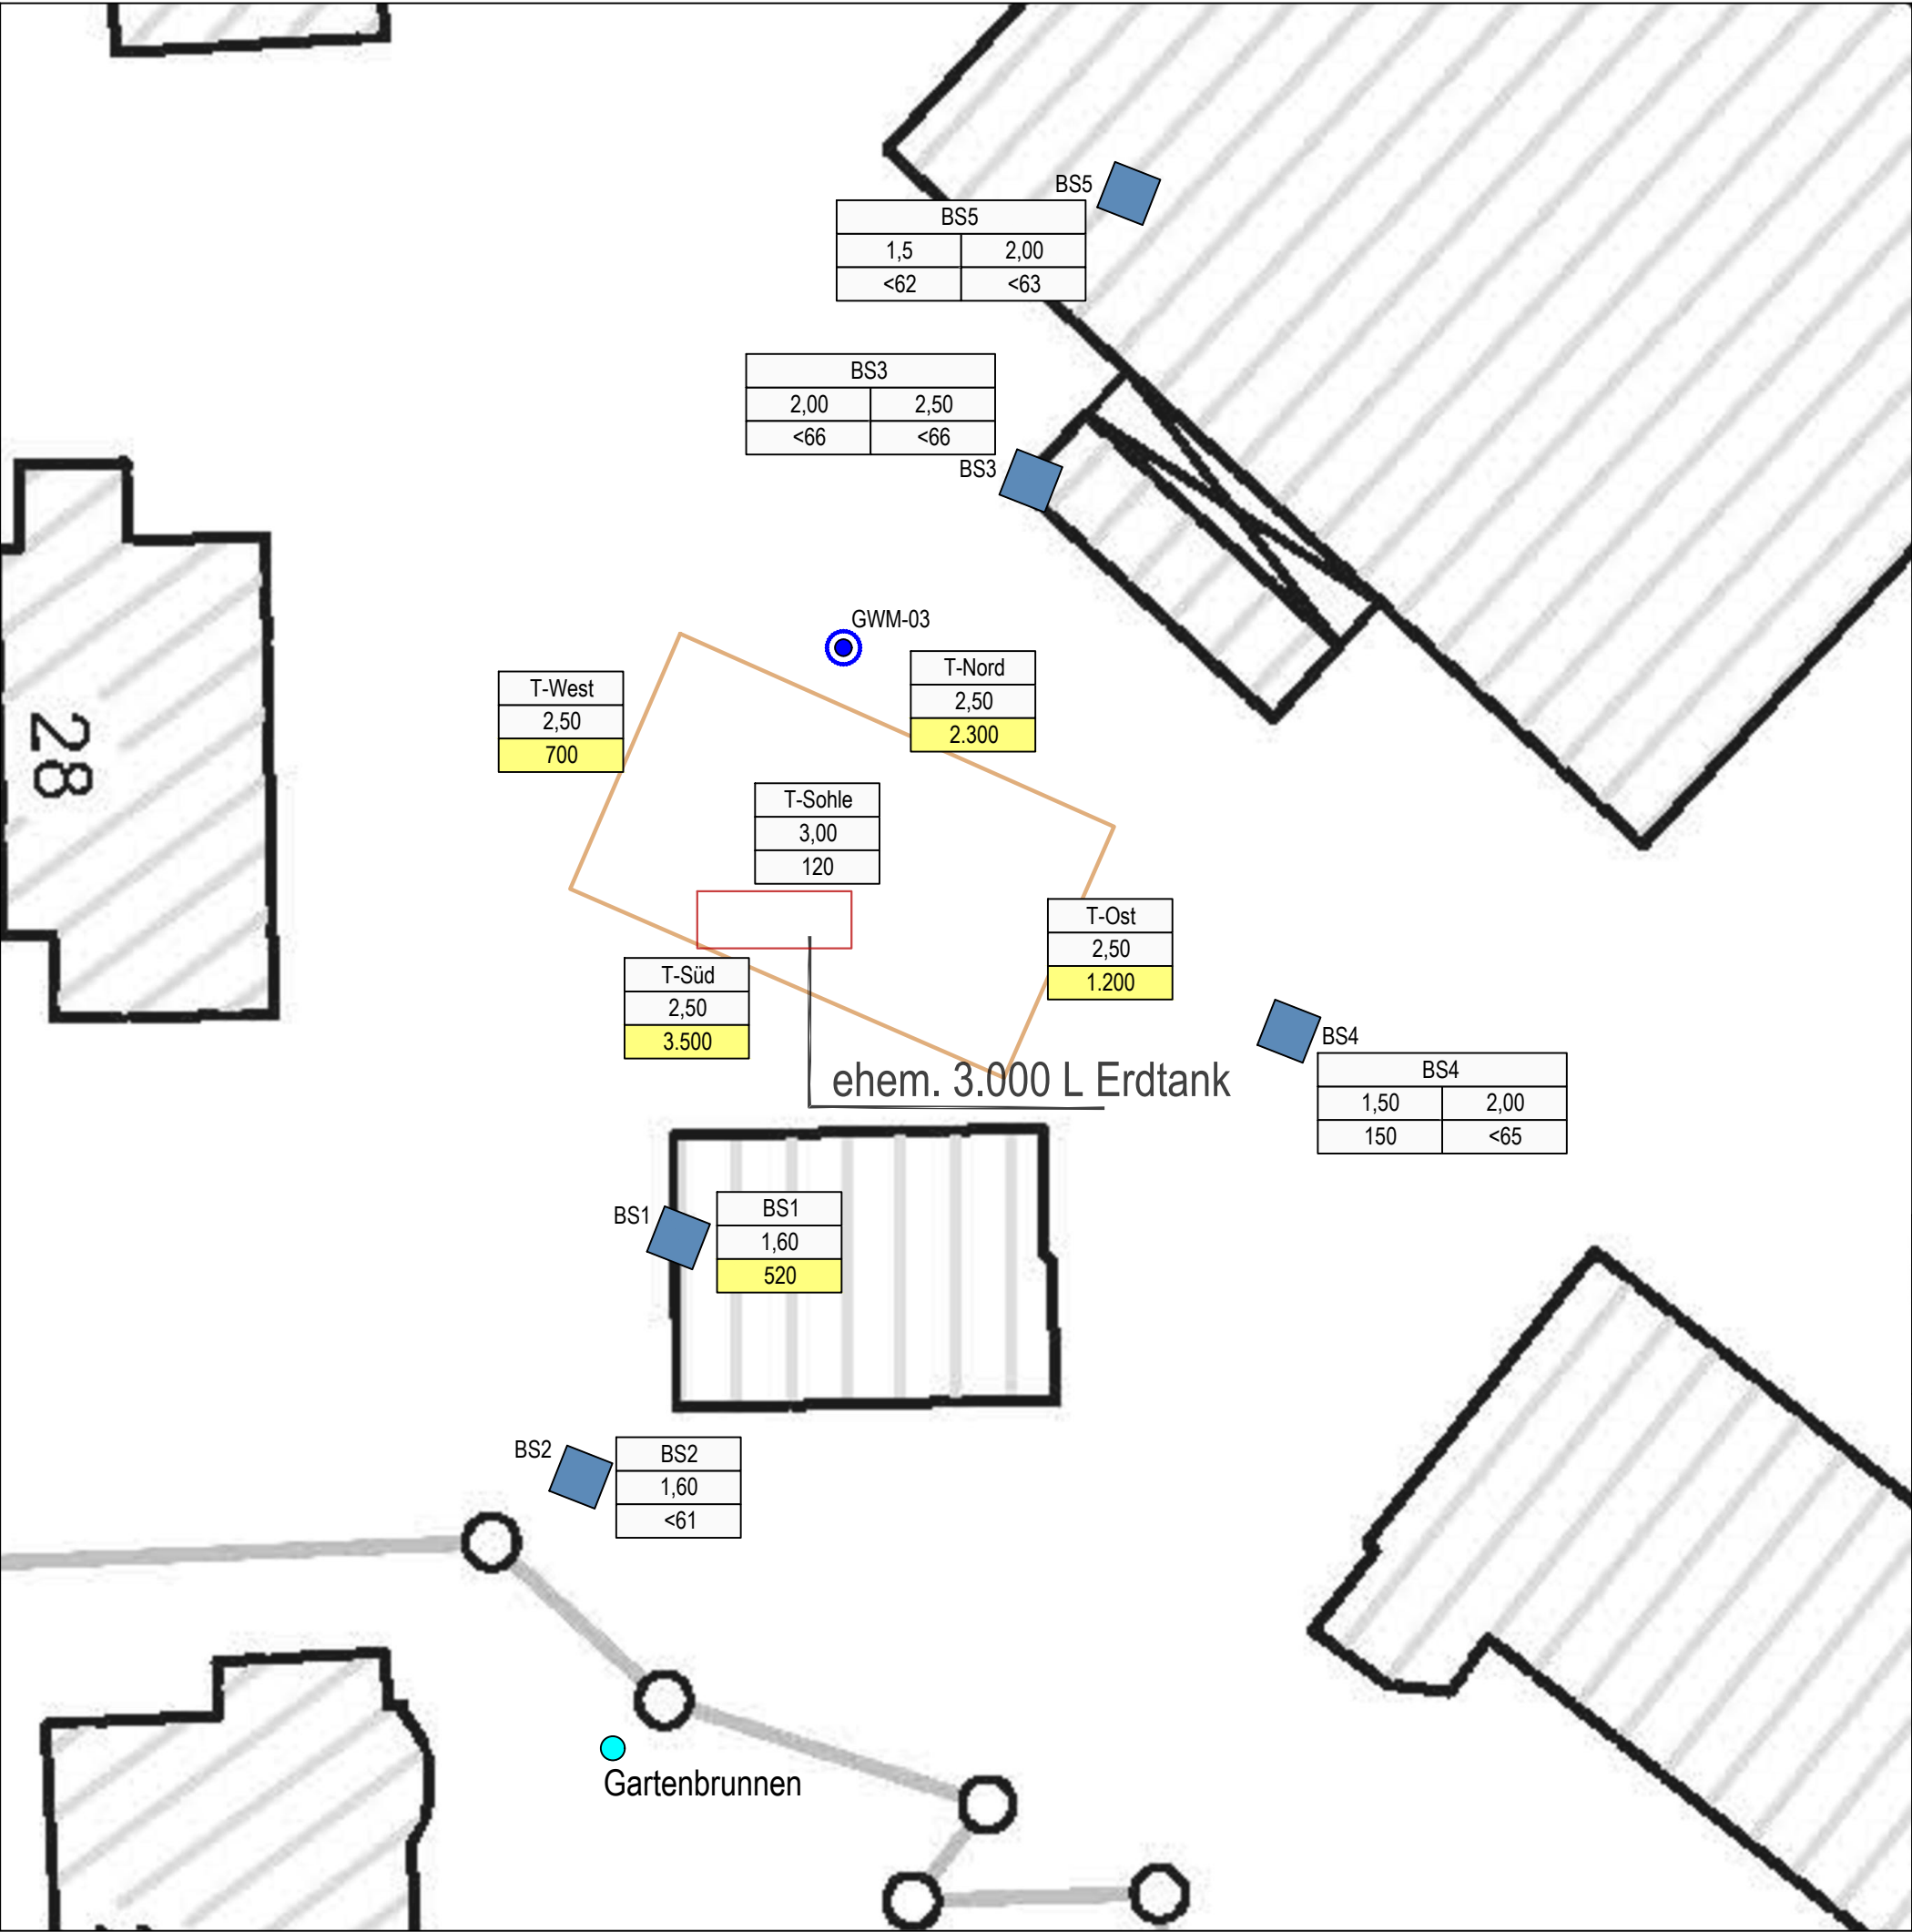 BS5
BS5
1,5 2,00
<62 <63
BS3
2,00 2,50
<66 <66
BS3
GWM-03
T-Nord
2,50
2.300
T-West
2,50
700
28
T-Sohle
3,00
120
T-Ost
2,50
1.200
T-Süd
2,50
3.500
ehem. 3.000 L Erdtank
BS4
BS4
1,50 2,00
150 <65
BS1
BS1
1,60
520
BS2
BS2
1,60
<61
Gartenbrunnen